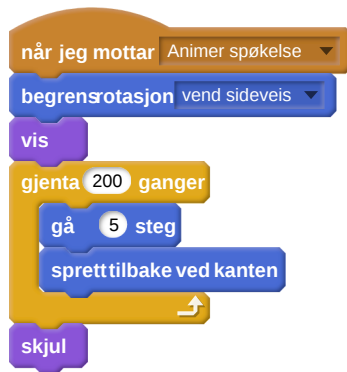 når jeg mottar Animer spøkelse
begrens rotasjon vend sideveis
vis
gjenta 200 ganger
gå 5 steg
sprett tilbake ved kanten
skjul